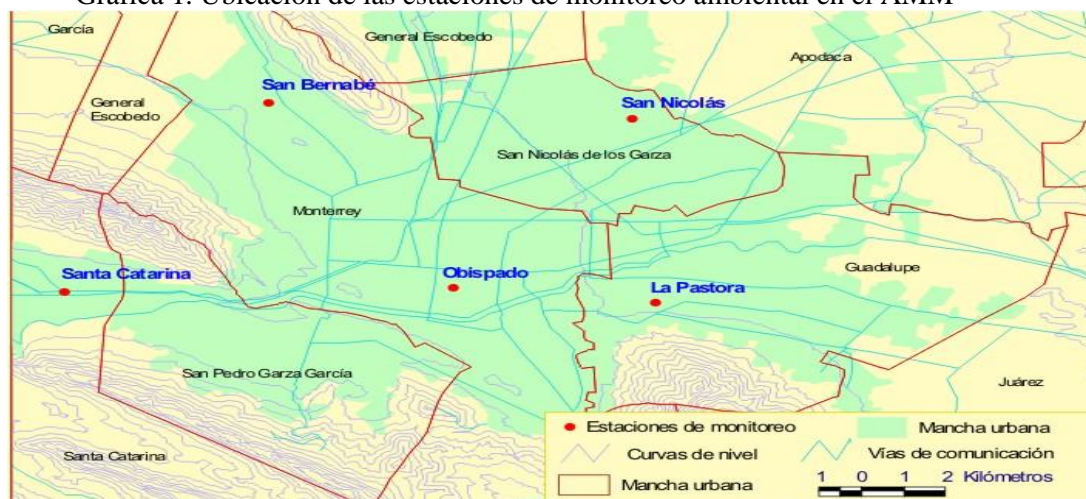 Gráfica 1. Ubicación de las estaciones de monitoreo ambiental en el AMM
García
General Escobedo
Apodaca
San Bernabé
General
Escobedo
San Nicolás
San Nicolás de los Garza
Monterrey
Santa Catarina
Obispado
La Pastora
Guadalupe
San Pedro Garza García
Juárez
Santa Catarina
Estaciones de monitoreo
Mancha urbana
Curvas de nivel
Vías de comunicación
Mancha urbana
1 0 1 2 Kilómetros